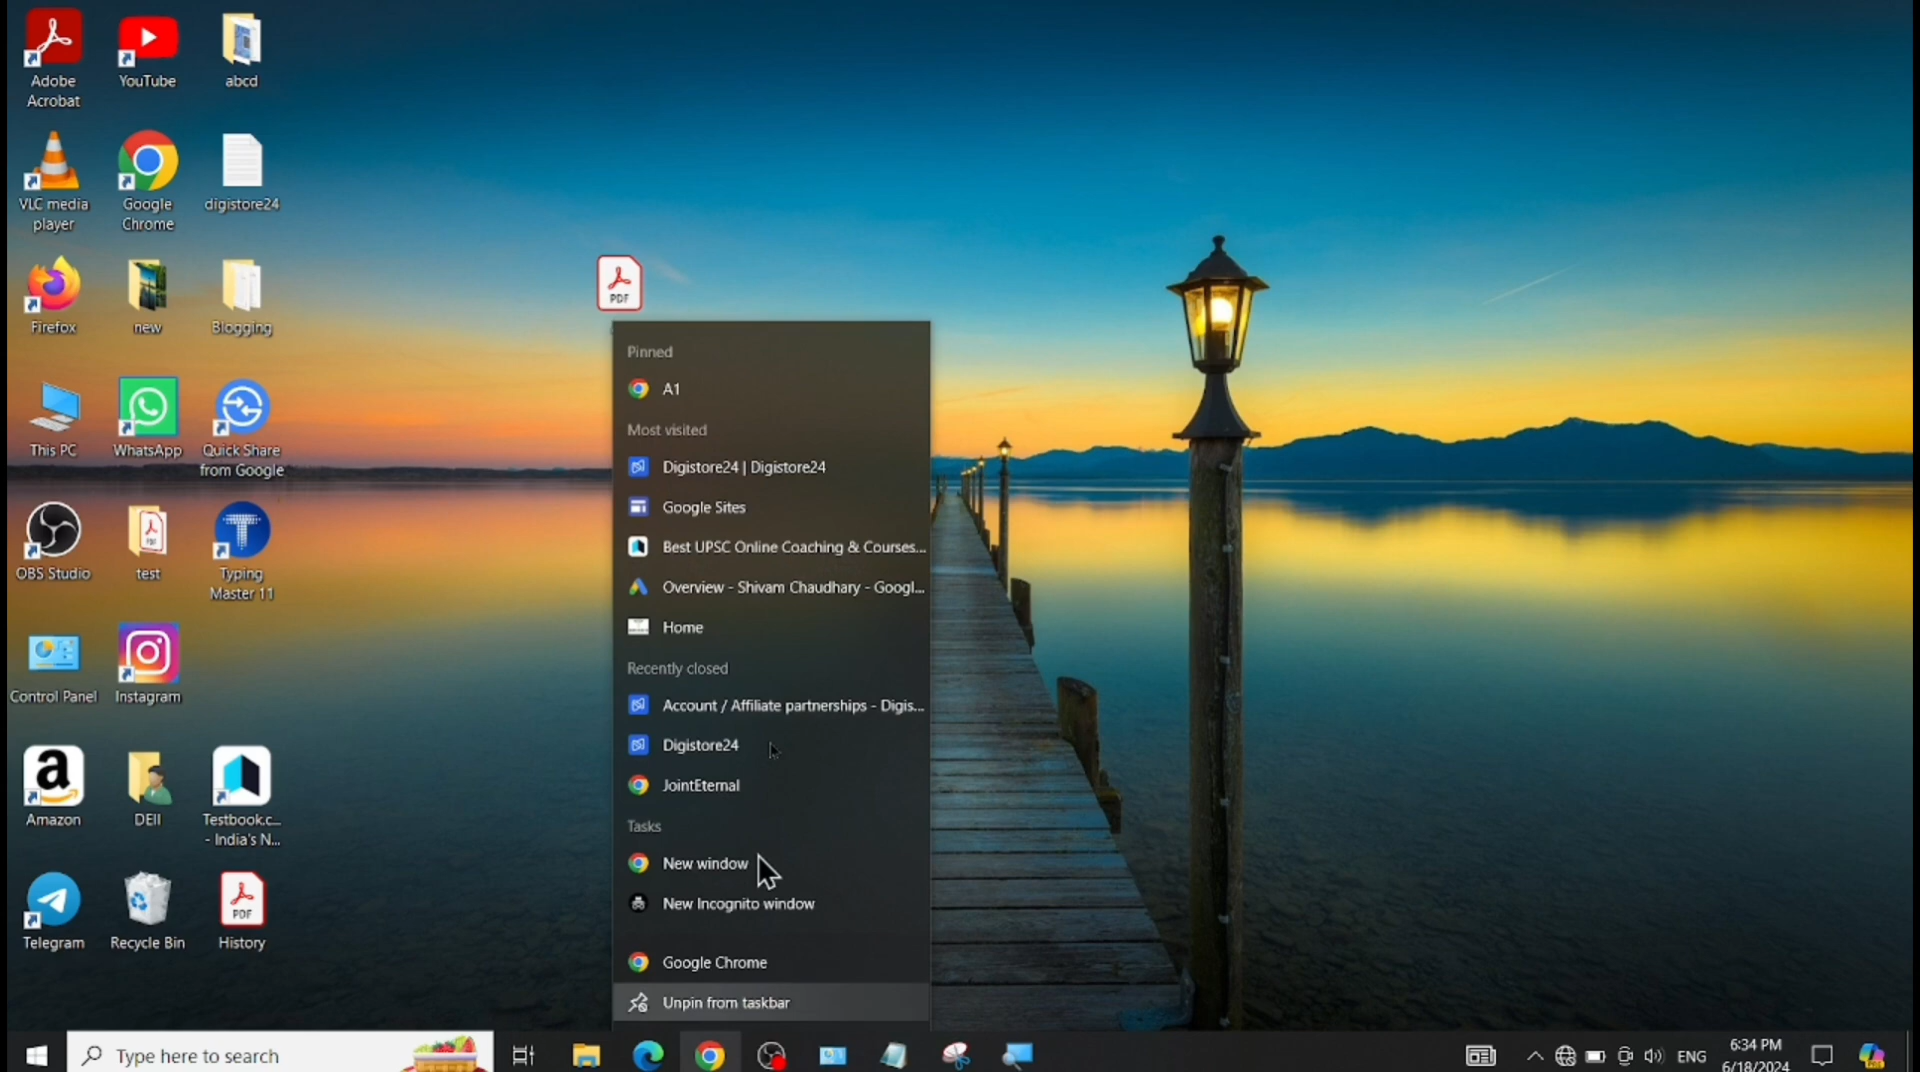 Adobe
Acrobat
YouTube
abcd
VLC media
player
Google
Chrome
digistore24
Firefox
new
Blogging
This PC
WhatsApp
Quick Share
from Google
OBS Studio
test
Typing
Master 11
Control Panel
Instagram
Amazon
DEll
Testbook.c...
- India's N...
Telegram
Recycle Bin
PDF
History
PDF
Pinned
A1
Most visited
Digistore24 | Digistore24
Google Sites
Best UPSC Online Coaching & Courses...
Overview - Shivam Chaudhary - Googl...
Home
Recently closed
Account / Affiliate partnerships - Digis...
Digistore24
JointEternal
Tasks
New window
New Incognito window
Google Chrome
Unpin from taskbar
Type here to search
ENG
6:34 PM
6/18/2024